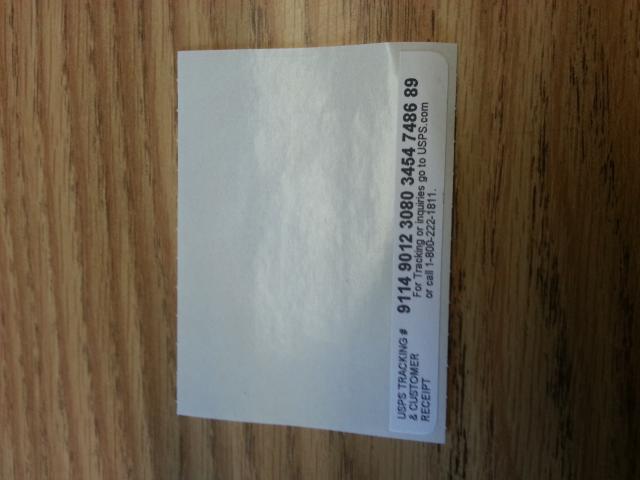 USPS TRACKING #
& CUSTOMER
RECEIPT
9114 9012 3080 3454 7486 89
For Tracking or inquiries go to USPS.com
or call 1-800-222-1811.